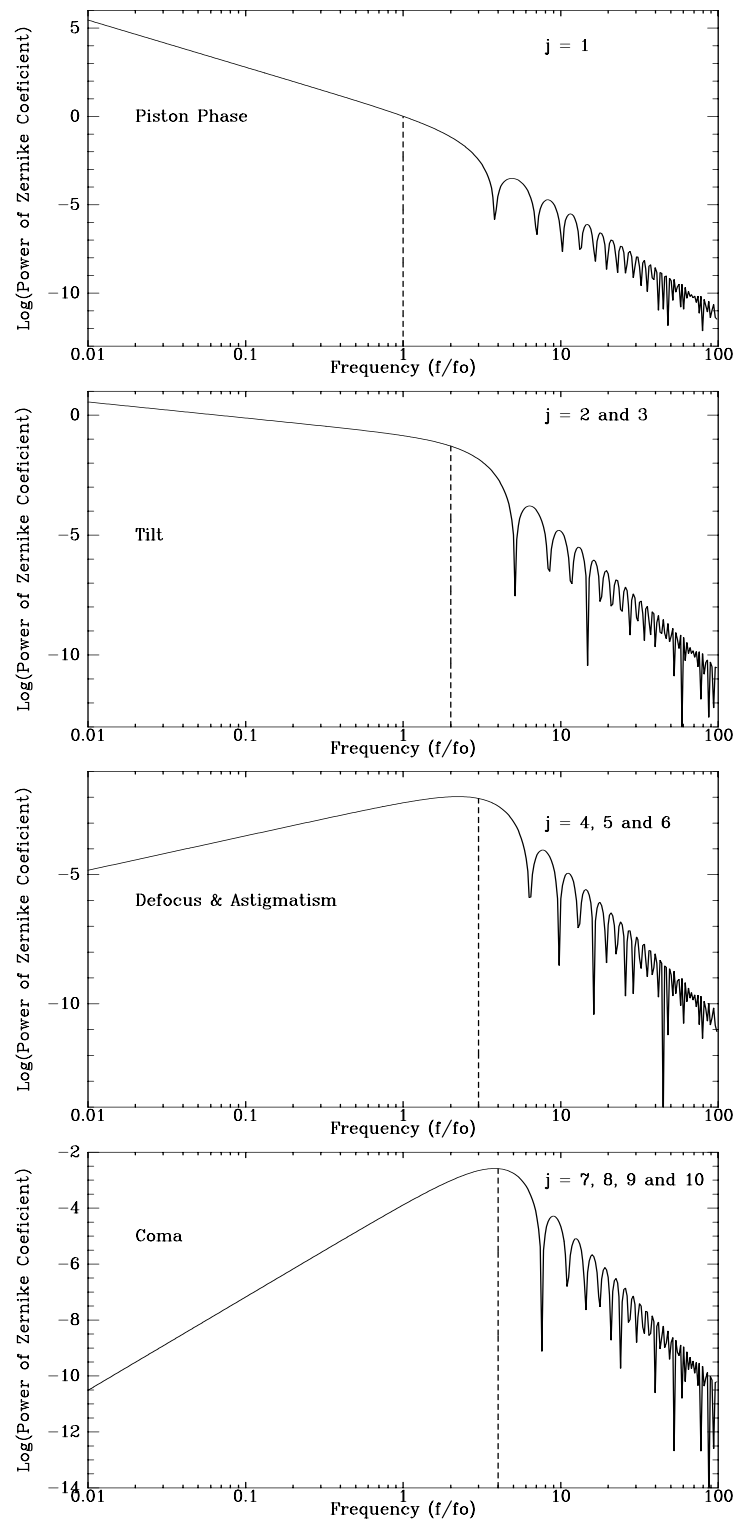 5
0
−5
−10
Log(Power of Zernike Coeficient)
j = 1
Piston Phase
0.01 0.1 1 10 100
Frequency (f/fo)
0
−5
−10
Log(Power of Zernike Coeficient)
j = 2 and 3
Tilt
0.01 0.1 1 10 100
Frequency (f/fo)
−5
−10
Log(Power of Zernike Coeficient)
j = 4, 5 and 6
Defocus & Astigmatism
0.01 0.1 1 10 100
Frequency (f/fo)
−2
−4
−6
−8
−10
−12
−14
Log(Power of Zernike Coeficient)
j = 7, 8, 9 and 10
Coma
0.01 0.1 1 10 100
Frequency (f/fo)